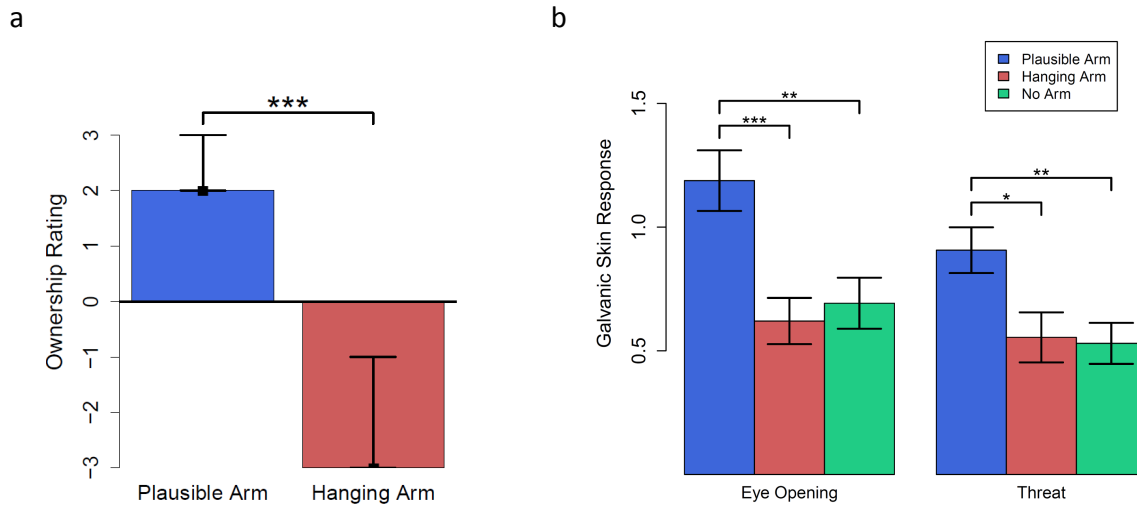 a
***
Ownership Rating
3
2
1
0
−1
−2
−3
Plausible Arm Hanging Arm
b
Plausible Arm
Hanging Arm
No Arm
**
***
**
*
Galvanic Skin Response
1.5
1.0
0.5
Eye Opening Threat